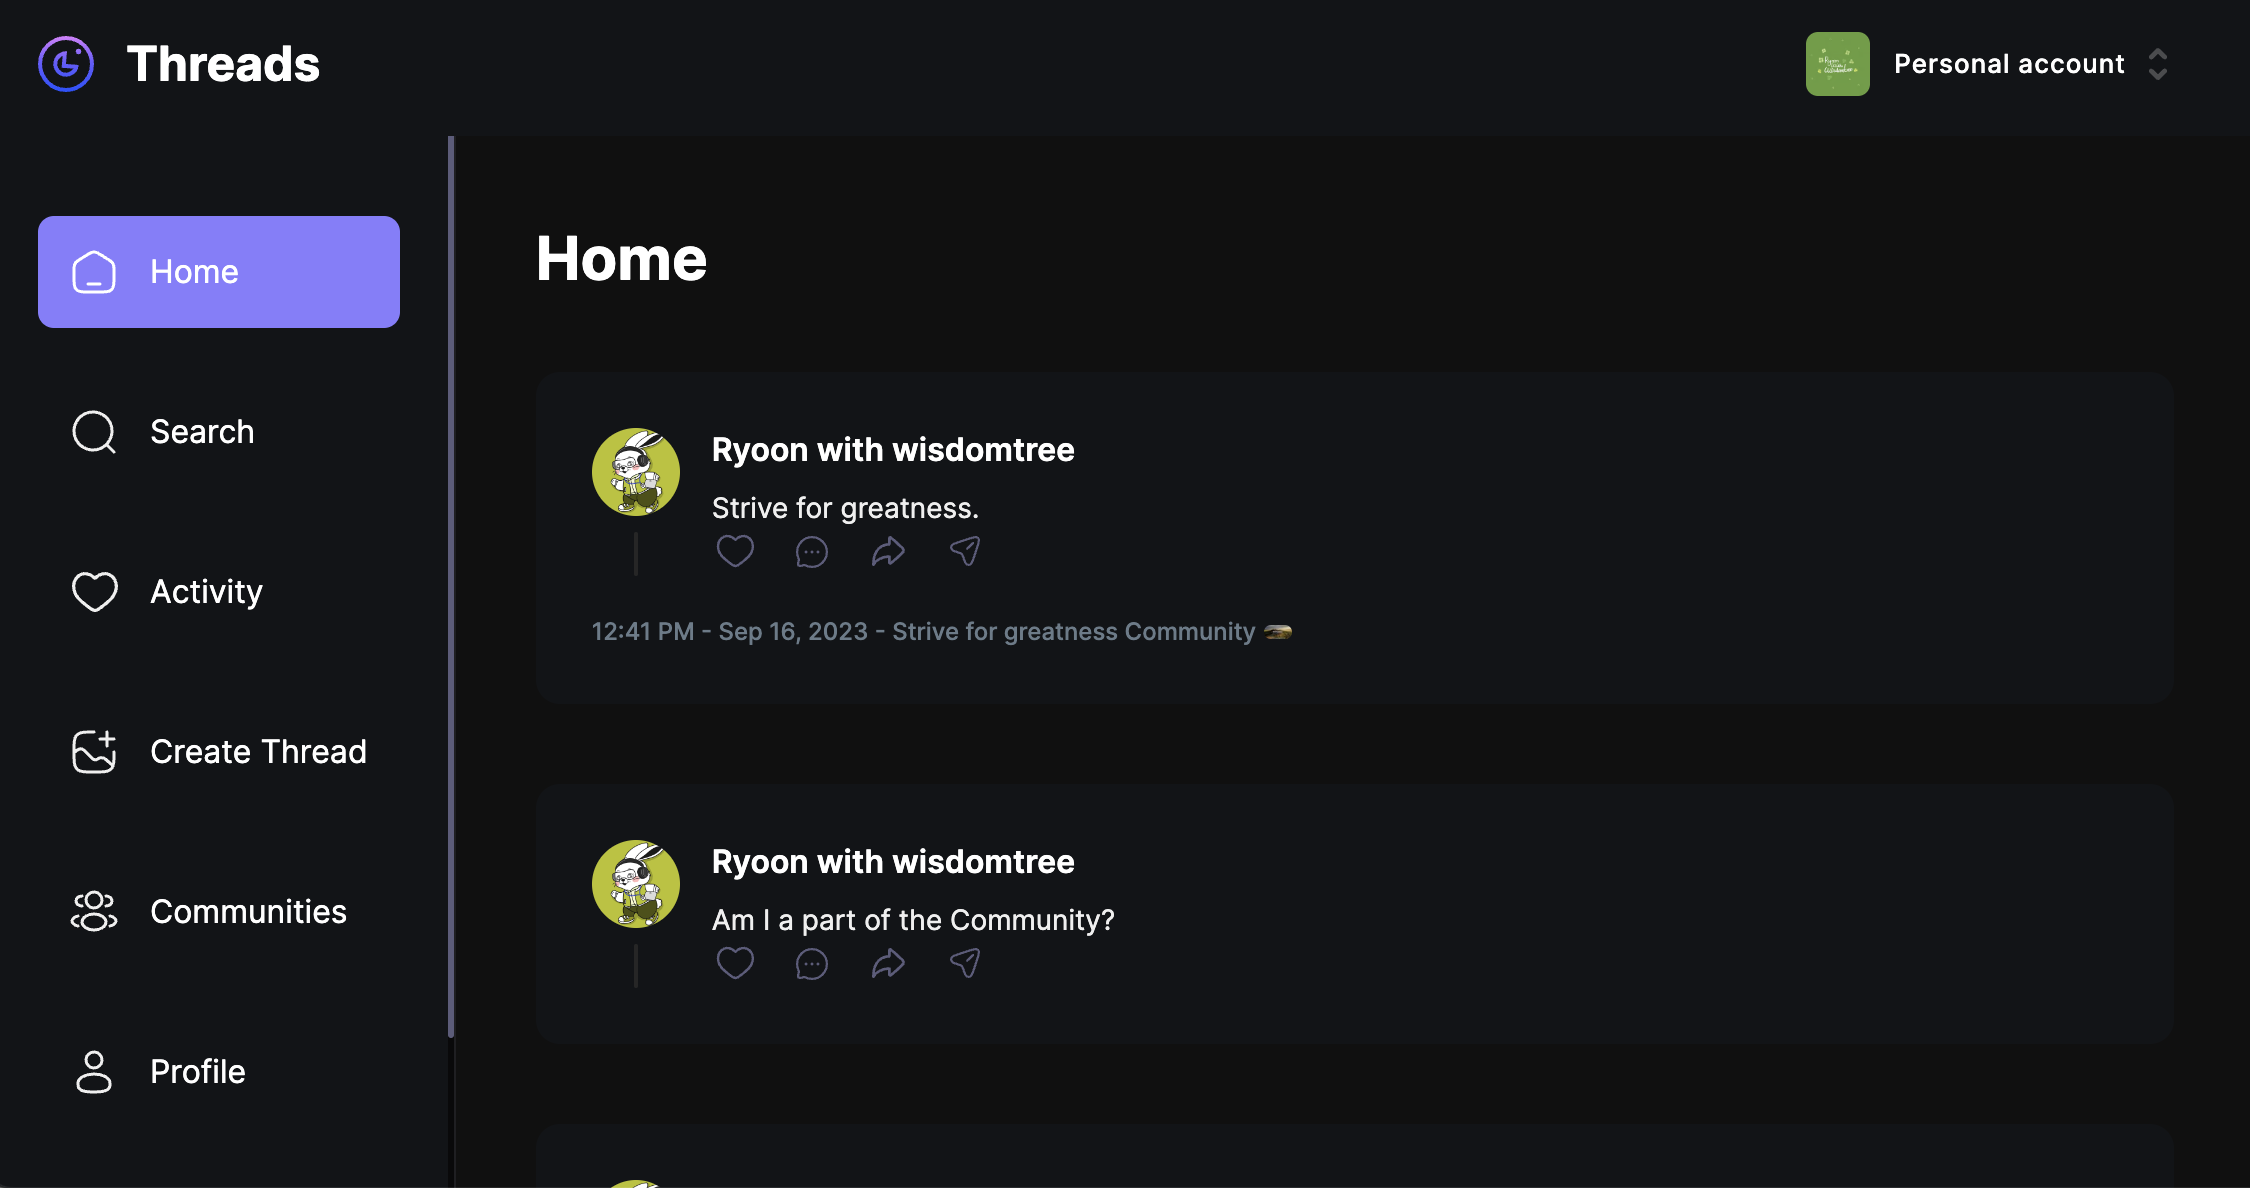 Threads
Personal account
Home
Search
Activity
Create Thread
Communities
Profile
Home
Ryoon with wisdomtree
Strive for greatness.
12:41 PM - Sep 16, 2023 - Strive for greatness Community
Ryoon with wisdomtree
Am I a part of the Community?